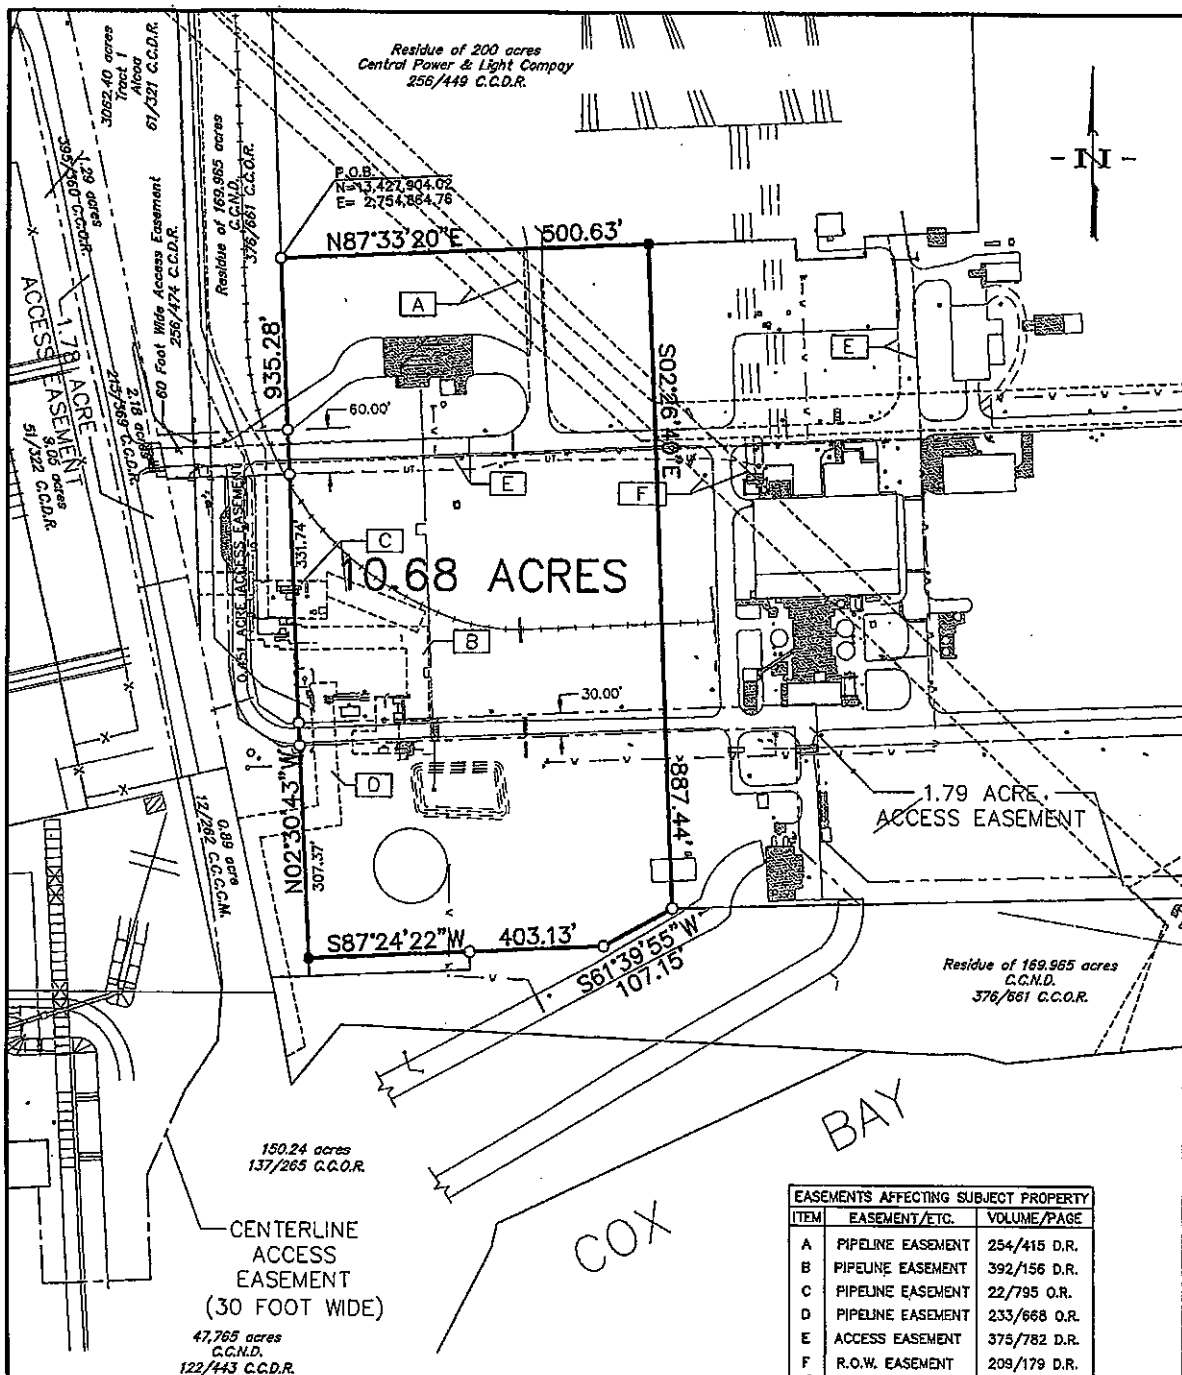 Residue of 200 acres
Central Power & Light Compay
256/449 C.C.D.R.
3062.40 acres
Tract 1
Alcoa
61/321 C.C.D.R.
1.29 acres
395/360 C.C.O.R.
60 Foot Wide Access Easement
256/474 C.C.D.R.
Residue of 169.965 acres
C.C.N.D.
376/661 C.C.O.R.
P.O.B.
N=13,427,904.02
E= 2,754,864.76
- N -
N87°33'20"E 500.63'
A
E
935.28'
60.00'
S02°26'40"E
1.78 ACRE
ACCESS EASEMENT
2.18 acres
215/569 C.C.D.R.
9.05 acres
51/322 C.C.D.R.
UT
UT
E
F
331.74'
C
0.451 ACRE ACCESS EASEMENT
10.68 ACRES
B
30.00'
D
N02°30'43"W
307.37'
887.44'
1.79 ACRE
ACCESS EASEMENT
0.89 acre
12/262 C.C.C.C.M.
S87°24'22"W 403.13'
S61°39'55"W
107.15'
Residue of 169.965 acres
C.C.N.D.
376/661 C.C.O.R.
150.24 acres
137/265 C.C.O.R.
COX BAY
CENTERLINE
ACCESS
EASEMENT
(30 FOOT WIDE)
47,765 acres
C.C.N.D.
122/443 C.C.D.R.
EASEMENTS AFFECTING SUBJECT PROPERTY
ITEM EASEMENT/ETC. VOLUME/PAGE
A PIPELINE EASEMENT 254/415 D.R.
B PIPELINE EASEMENT 392/156 D.R.
C PIPELINE EASEMENT 22/795 O.R.
D PIPELINE EASEMENT 233/668 O.R.
E ACCESS EASEMENT 375/782 D.R.
F R.O.W. EASEMENT 209/179 D.R.